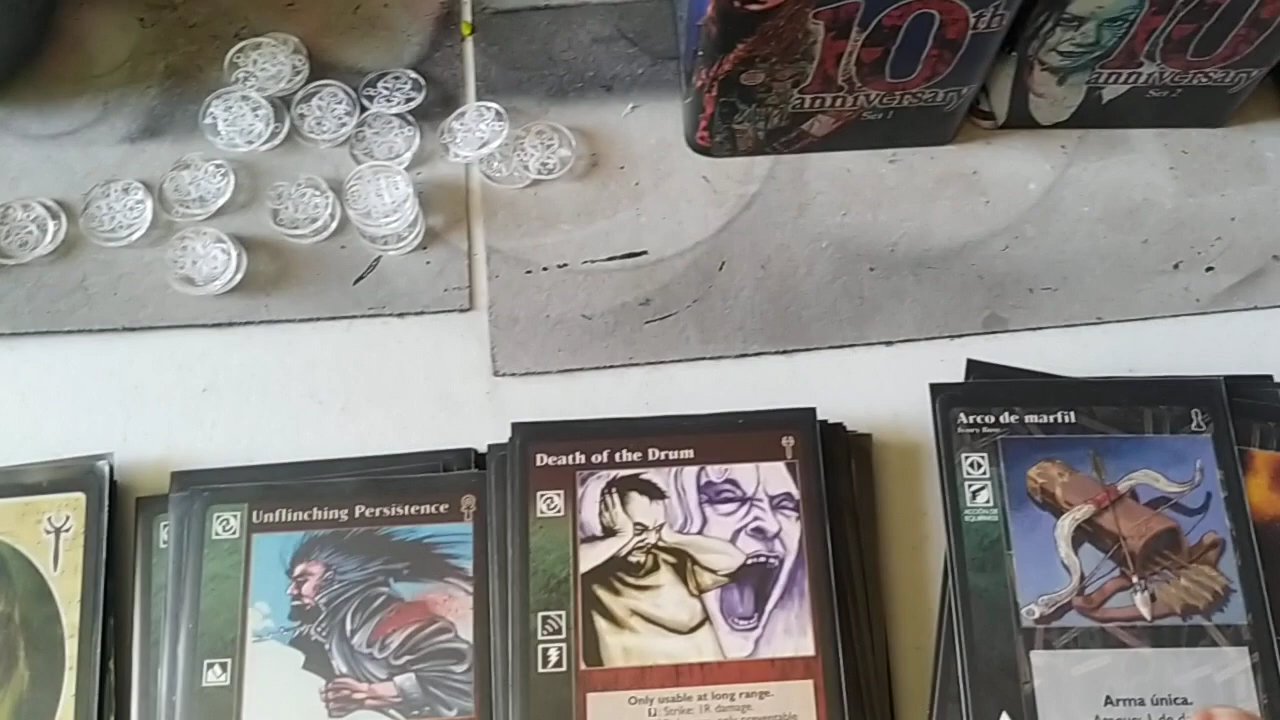 10th
anniversary
Set 1
10
anniversary
Set 2
Arco de marfil
Ivory Bow
ACCIÓN DE
EQUIPARSE
Arma única.
Unflinching Persistence
Death of the Drum
Only usable at long range.
Strike: 1R damage.